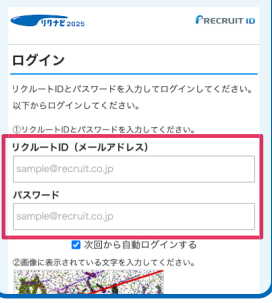 リクナビ2025
RECRUIT ID
ログイン
リクルートIDとパスワードを入力してログインしてください。
以下からログインしてください。
①リクルートIDとパスワードを入力してください。
リクルートID（メールアドレス）
sample@recruit.co.jp
パスワード
sample@recruit.co.jp
次回から自動ログインする
②画像に表示されている文字を入力してください。